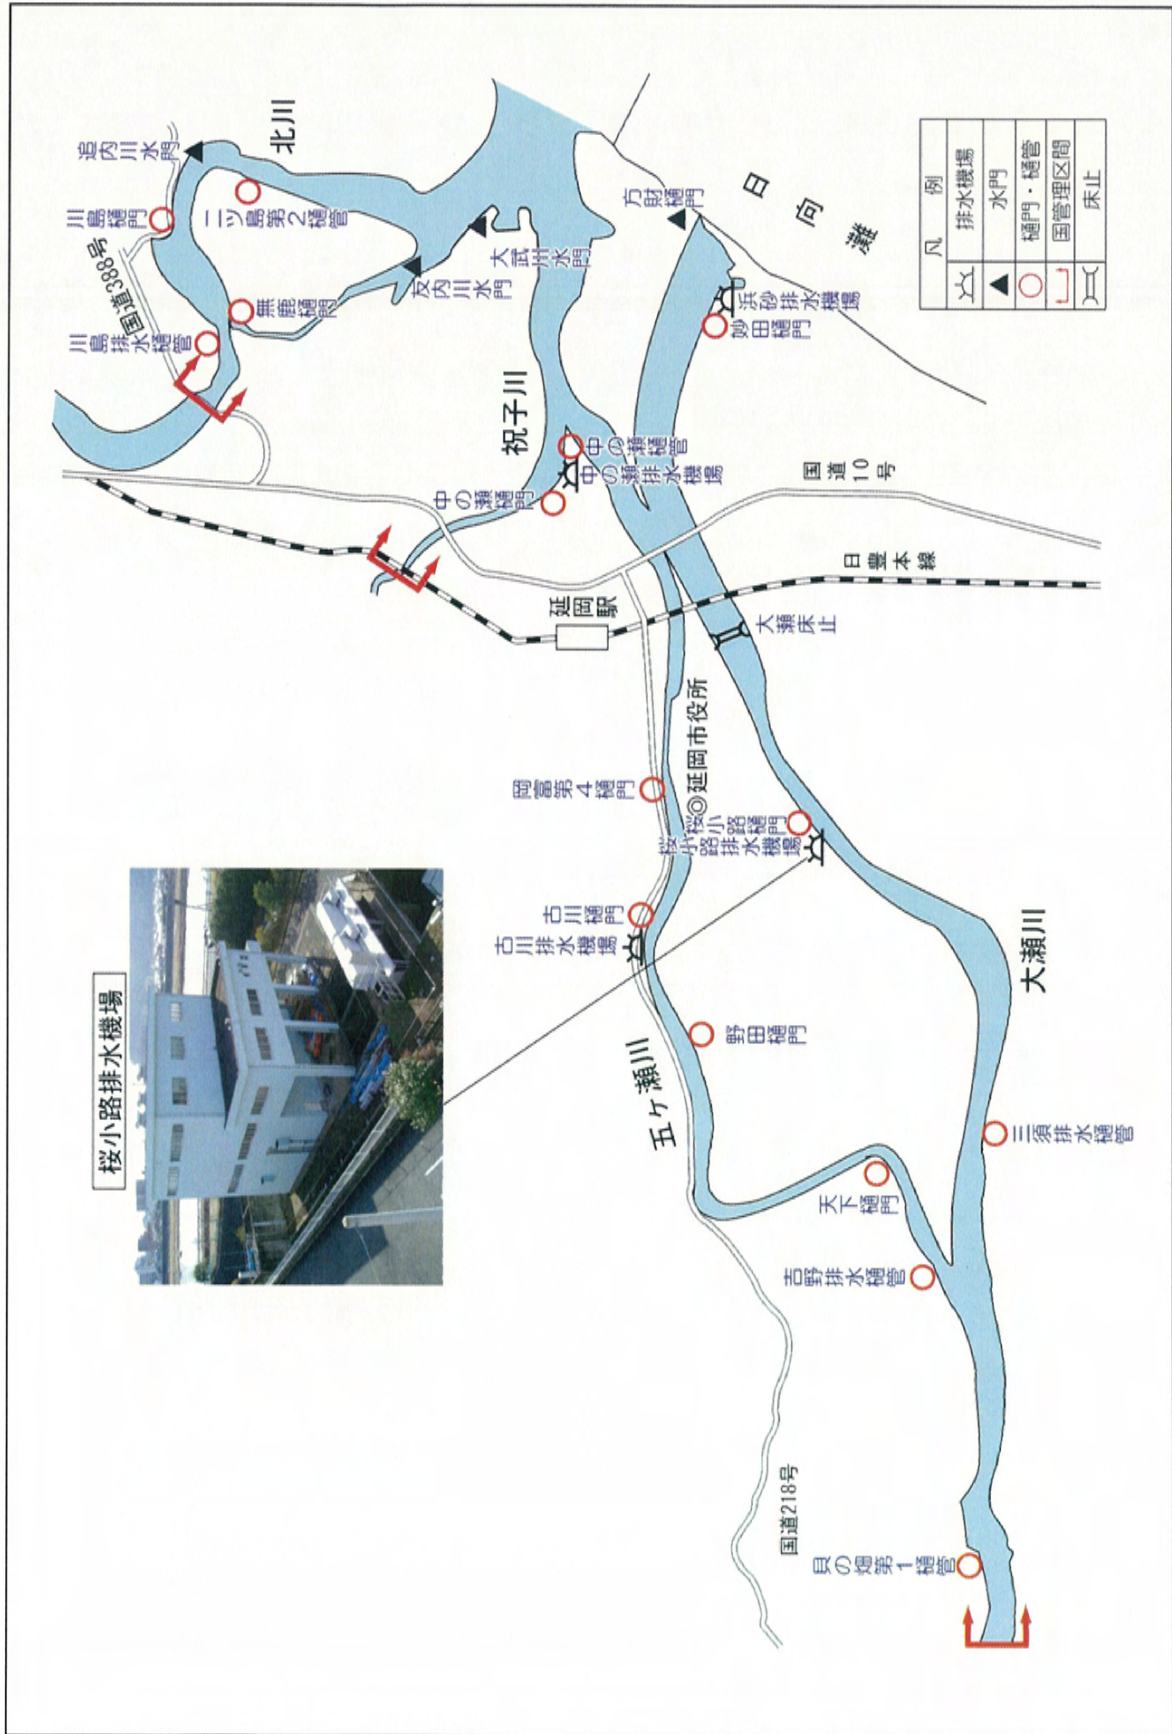 桜小路排水機場
追内川水門
川島樋門
国道388号
川島排水樋管
北川
二ツ島第2樋管
無鹿樋門
友内川水門
大武川水門
方財樋門
日向灘
浜砂排水機場
妙田樋門
祝子川
中の瀬樋管
中の瀬排水機場
中の瀬樋門
国道10号
日豊本線
延岡駅
大瀬床止
延岡市役所
岡富第4樋門
桜小路樋門
桜小路排水機場
古川樋門
古川排水機場
五ヶ瀬川
野田樋門
大瀬川
三須排水樋管
天下樋門
吉野排水樋管
国道218号
貝の畑第1樋管
凡例
排水機場
水門
樋門・樋管
国管理区間
床止